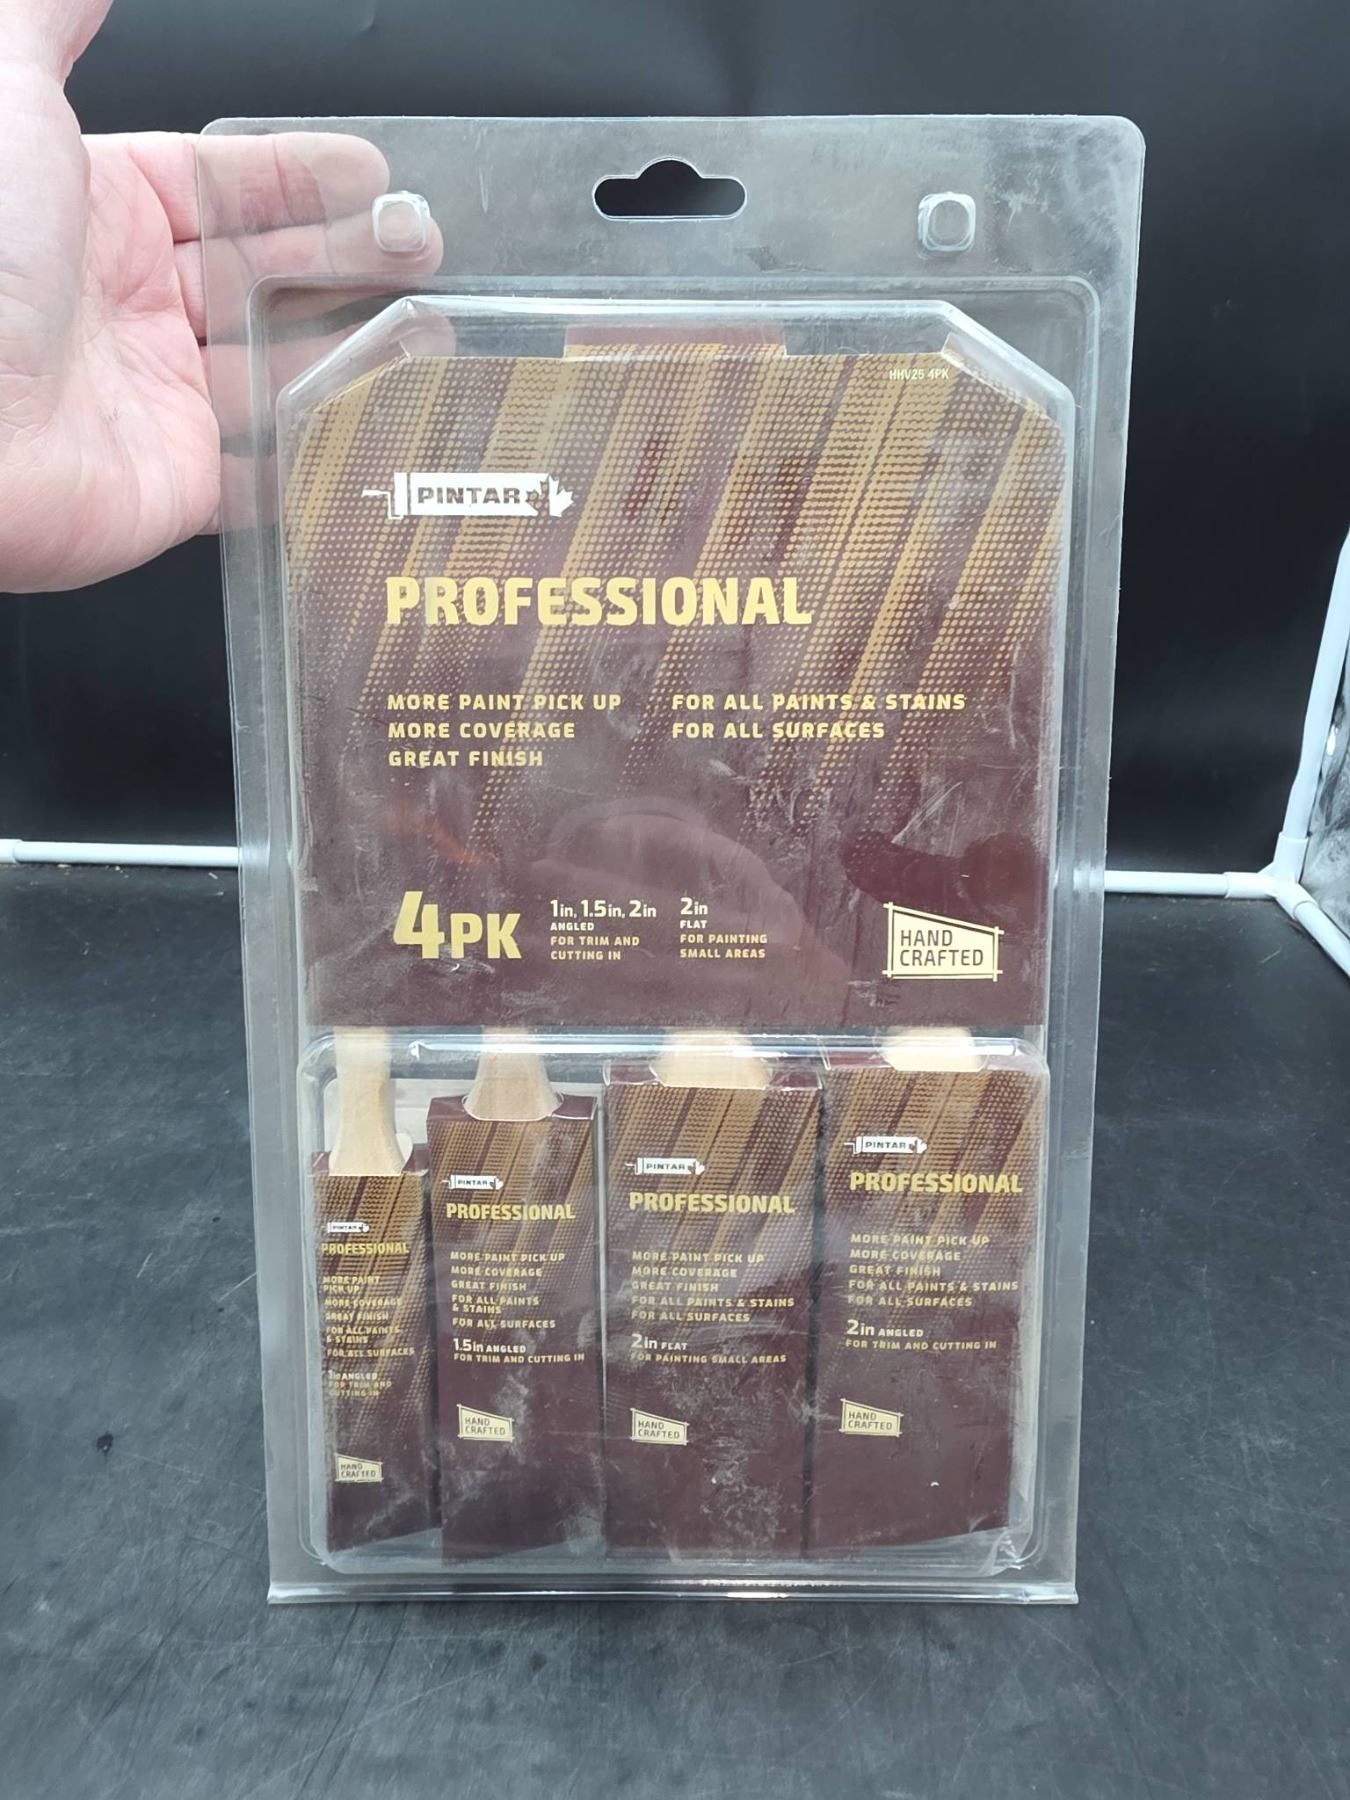 HHV25 4PK
PINTAR
PROFESSIONAL
MORE PAINT PICK UP
MORE COVERAGE
GREAT FINISH
FOR ALL PAINTS & STAINS
FOR ALL SURFACES
4PK
1in, 1.5in, 2in
ANGLED
FOR TRIM AND
CUTTING IN
2in
FLAT
FOR PAINTING
SMALL AREAS
HAND
CRAFTED
PINTAR
PROFESSIONAL
MORE PAINT
PICK UP
MORE COVERAGE
GREAT FINISH
FOR ALL PAINTS
& STAINS
FOR ALL SURFACES
1in ANGLED
FOR TRIM AND
CUTTING IN
HAND
CRAFTED
PINTAR
PROFESSIONAL
MORE PAINT PICK UP
MORE COVERAGE
GREAT FINISH
FOR ALL PAINTS
& STAINS
FOR ALL SURFACES
1.5in ANGLED
FOR TRIM AND CUTTING IN
HAND
CRAFTED
PINTAR
PROFESSIONAL
MORE PAINT PICK UP
MORE COVERAGE
GREAT FINISH
FOR ALL PAINTS & STAINS
FOR ALL SURFACES
2in FLAT
FOR PAINTING SMALL AREAS
HAND
CRAFTED
PINTAR
PROFESSIONAL
MORE PAINT PICK UP
MORE COVERAGE
GREAT FINISH
FOR ALL PAINTS & STAINS
FOR ALL SURFACES
2in ANGLED
FOR TRIM AND CUTTING IN
HAND
CRAFTED